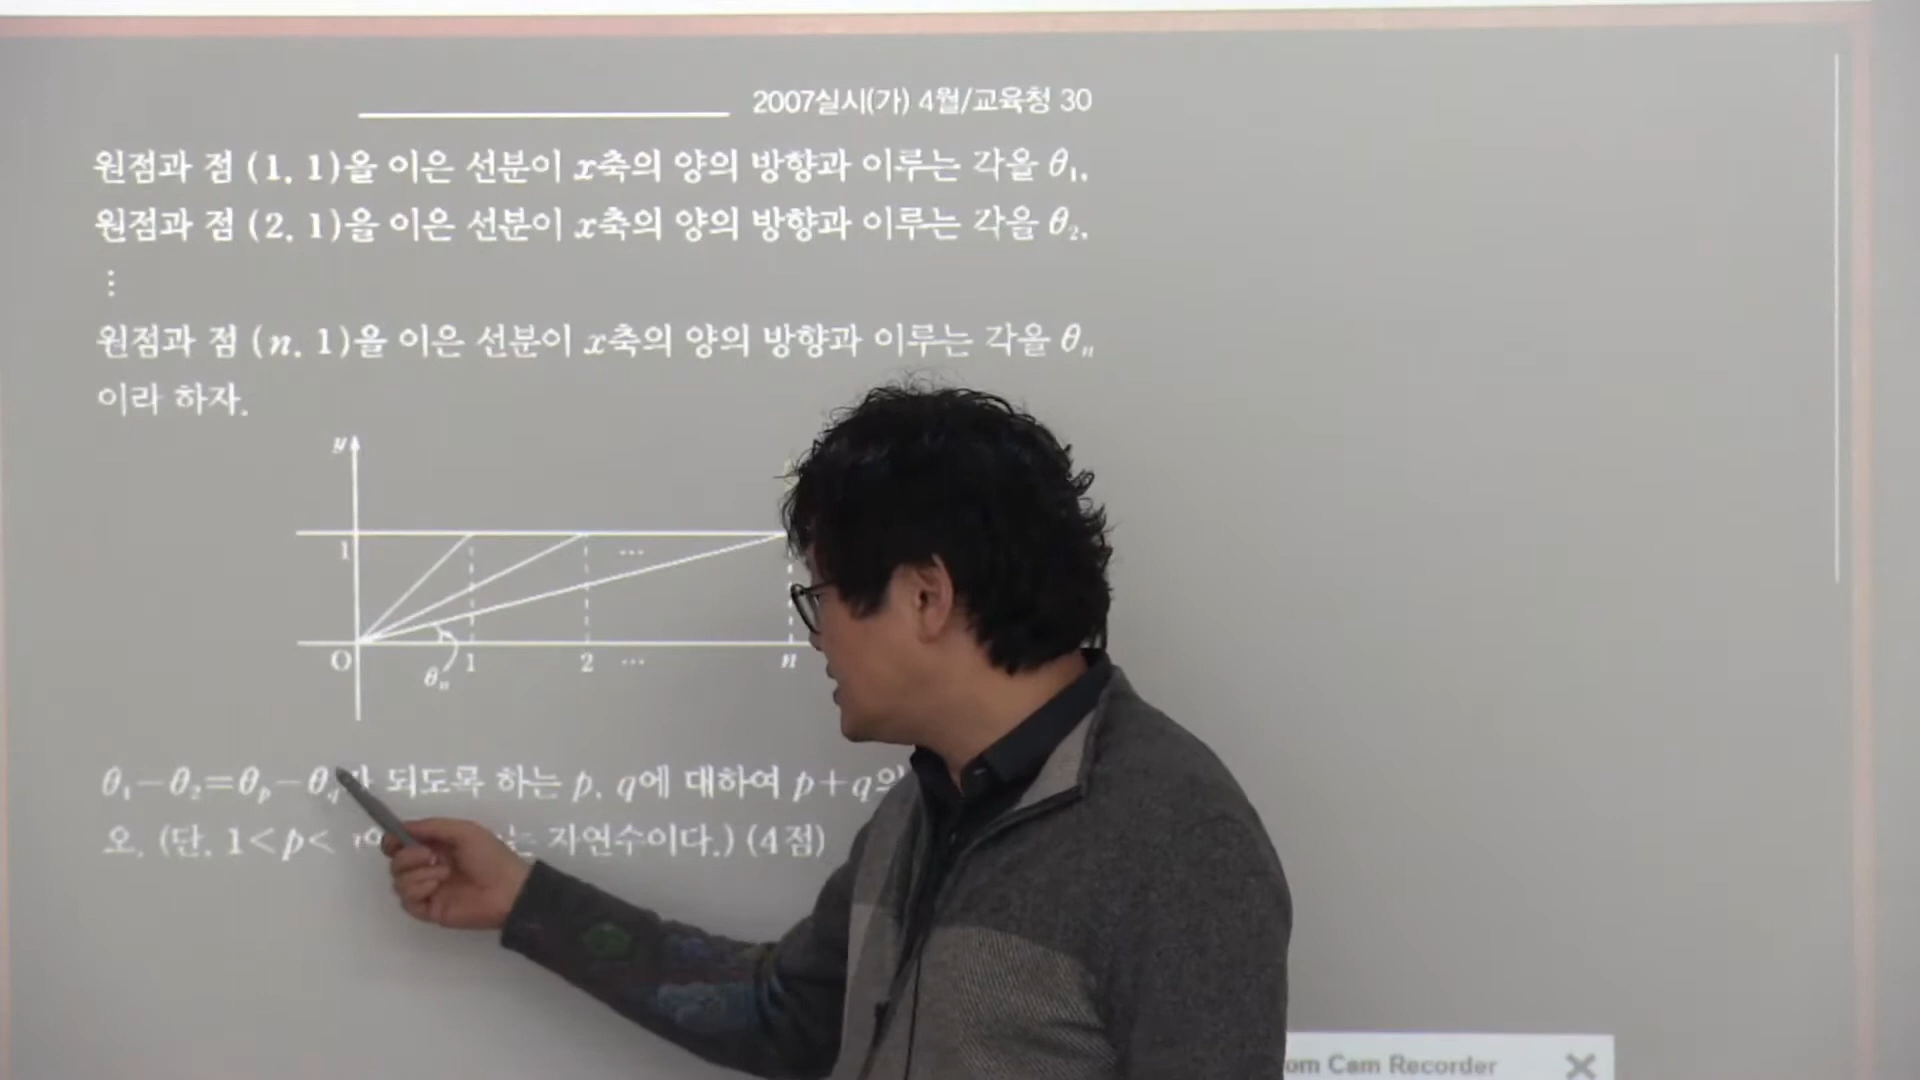 2007실시(가) 4월/교육청 30
원점과 점 (1, 1)을 이은 선분이 x축의 양의 방향과 이루는 각을 θ₁,
원점과 점 (2, 1)을 이은 선분이 x축의 양의 방향과 이루는 각을 θ₂,
⋮
원점과 점 (n, 1)을 이은 선분이 x축의 양의 방향과 이루는 각을 θₙ
이라 하자.
y
1
...
O
1
2
...
n
θₙ
θ₁-θ₂=θₚ-θq 되도록 하는 p, q에 대하여 p+q의
오. (단, 1<p< 는 자연수이다.) (4점)
om Cam Recorder